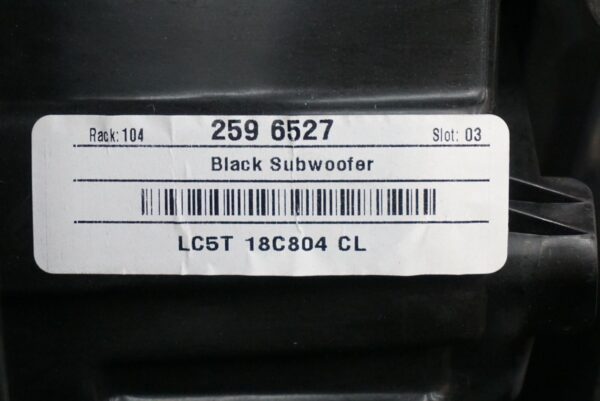 Rack: 104 259 6527 Slot: 03
Black Subwoofer
LC5T 18C804 CL